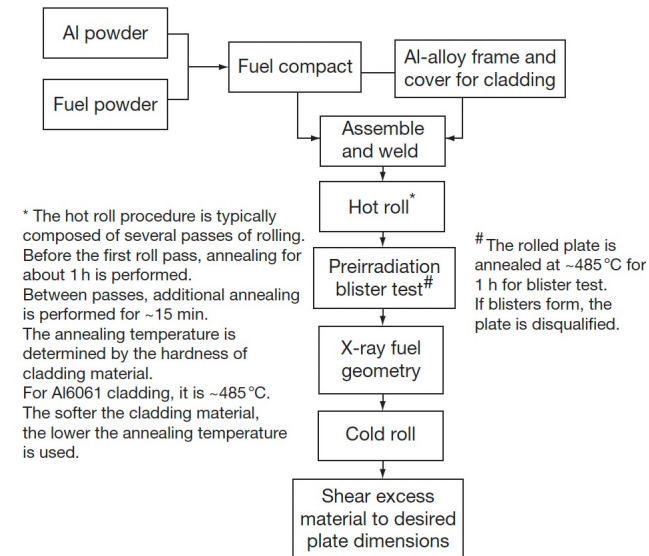 Al powder
Fuel powder
Fuel compact
Al-alloy frame and
cover for cladding
Assemble
and weld
Hot roll*
Preirradiation
blister test#
X-ray fuel
geometry
Cold roll
Shear excess
material to desired
plate dimensions
* The hot roll procedure is typically
composed of several passes of rolling.
Before the first roll pass, annealing for
about 1 h is performed.
Between passes, additional annealing
is performed for ~15 min.
The annealing temperature is
determined by the hardness of
cladding material.
For Al6061 cladding, it is ~485 °C.
The softer the cladding material,
the lower the annealing temperature
is used.
# The rolled plate is
annealed at ~485 °C for
1 h for blister test.
If blisters form, the
plate is disqualified.